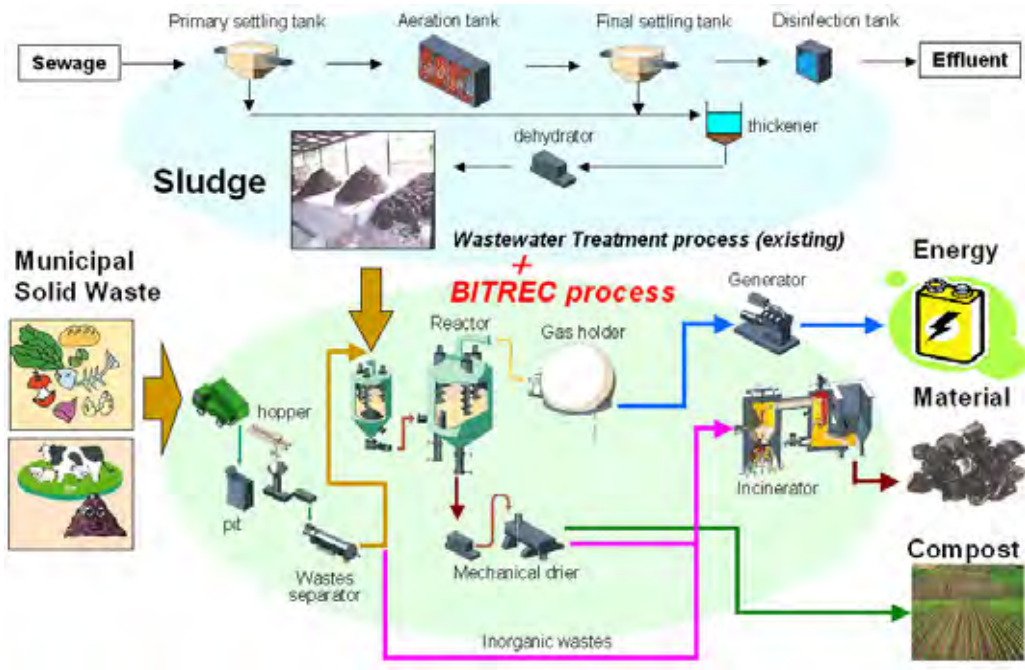 Primary settling tank
Aeration tank
Final settling tank
Disinfection tank
Sewage
Effluent
thickener
dehydrator
Sludge
Wastewater Treatment process (existing)
+
BITREC process
Municipal
Solid Waste
Energy
Generator
Reactor
Gas holder
hopper
Material
pit
Incinerator
Wastes
separator
Mechanical drier
Compost
Inorganic wastes